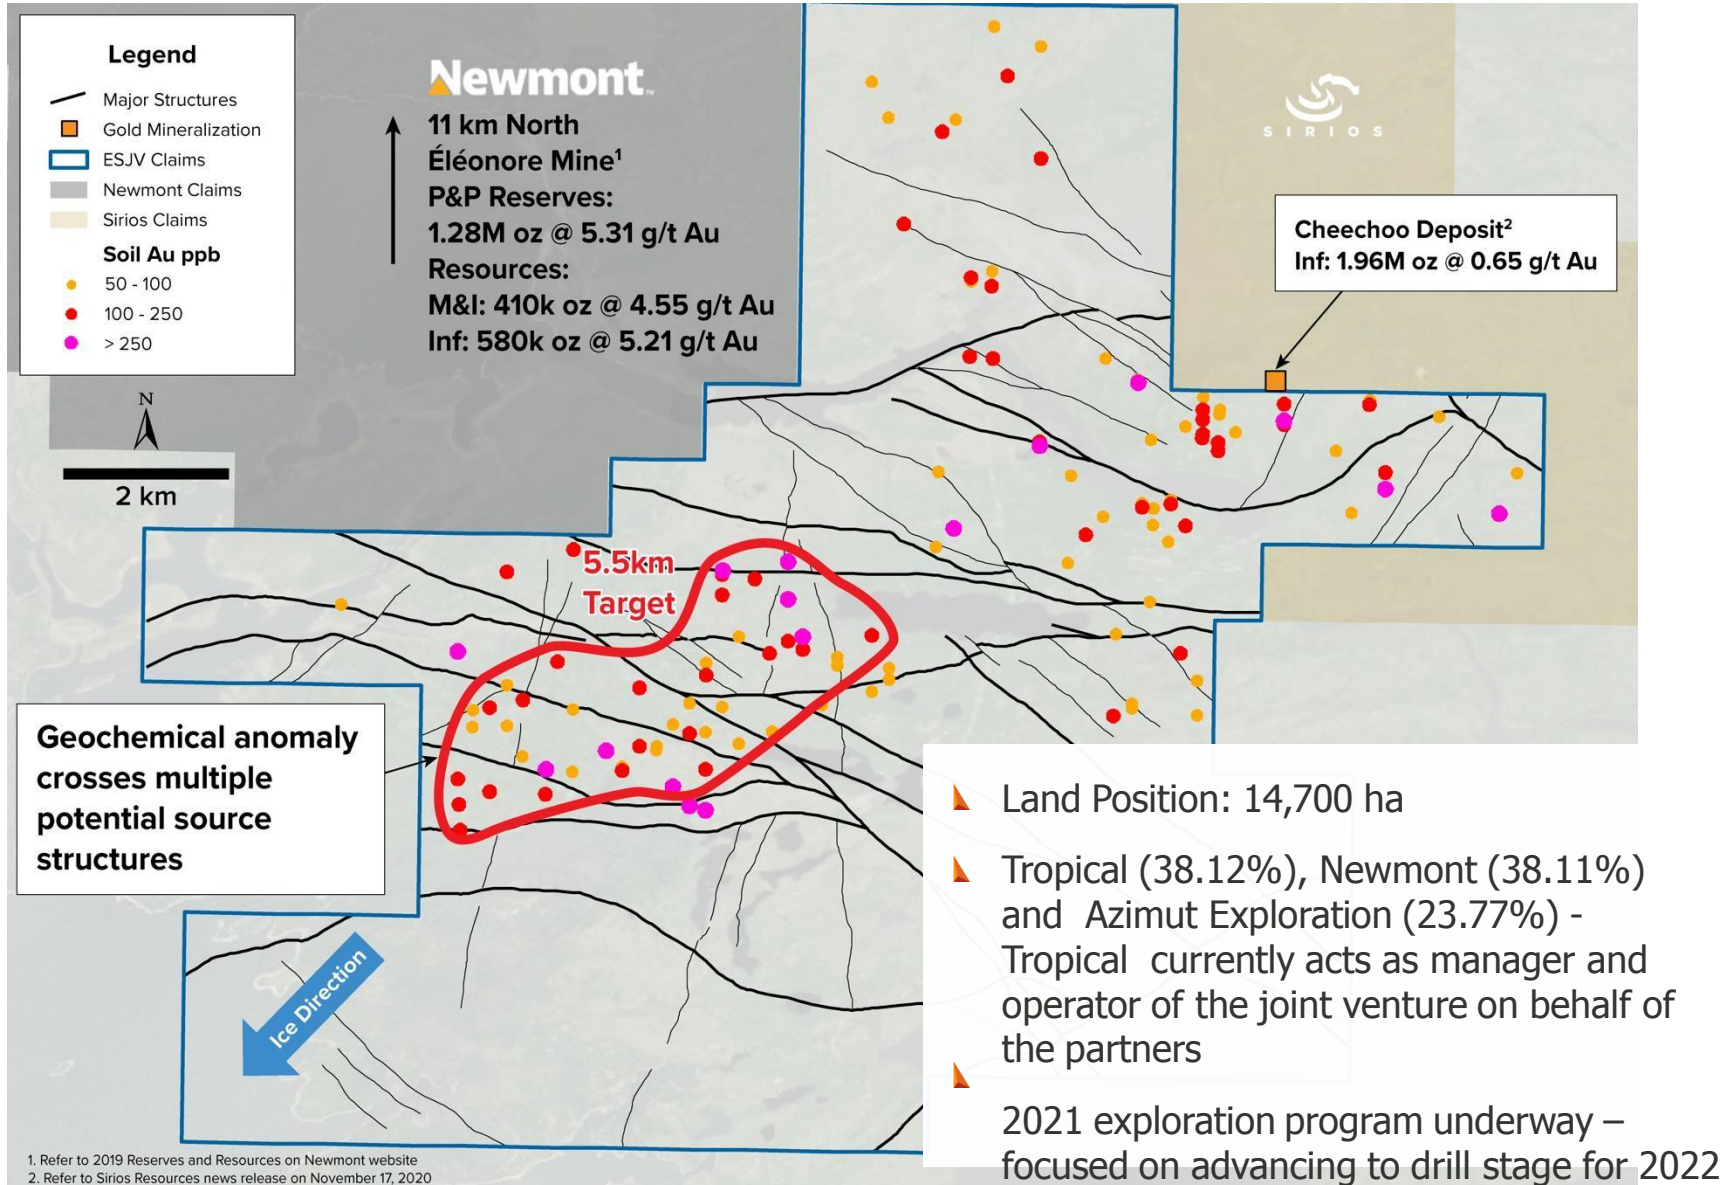 Legend
Major Structures
Gold Mineralization
ESJV Claims
Newmont Claims
Sirios Claims
Soil Au ppb
50 - 100
100 - 250
> 250
N
2 km
Newmont™
11 km North
Éléonore Mine¹
P&P Reserves:
1.28M oz @ 5.31 g/t Au
Resources:
M&I: 410k oz @ 4.55 g/t Au
Inf: 580k oz @ 5.21 g/t Au
SIRIOS
Cheechoo Deposit²
Inf: 1.96M oz @ 0.65 g/t Au
5.5km
Target
Geochemical anomaly
crosses multiple
potential source
structures
Ice Direction
Land Position: 14,700 ha
Tropical (38.12%), Newmont (38.11%)
and Azimut Exploration (23.77%) -
Tropical currently acts as manager and
operator of the joint venture on behalf of
the partners
2021 exploration program underway –
focused on advancing to drill stage for 2022
1. Refer to 2019 Reserves and Resources on Newmont website
2. Refer to Sirios Resources news release on November 17, 2020